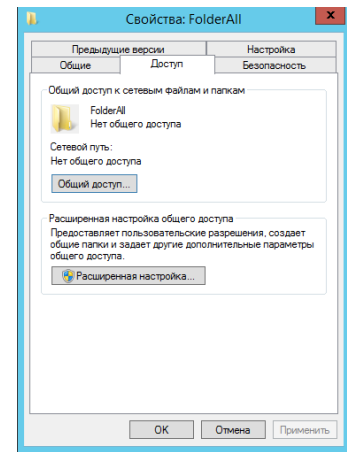 Свойства: FolderAll
x
Предыдущие версии
Настройка
Общие
Доступ
Безопасность
Общий доступ к сетевым файлам и папкам
FolderAll
Нет общего доступа
Сетевой путь:
Нет общего доступа
Общий доступ...
Расширенная настройка общего доступа
Предоставляет пользовательские разрешения, создает
общие папки и задает другие дополнительные параметры
общего доступа.
Расширенная настройка...
OK
Отмена
Применить